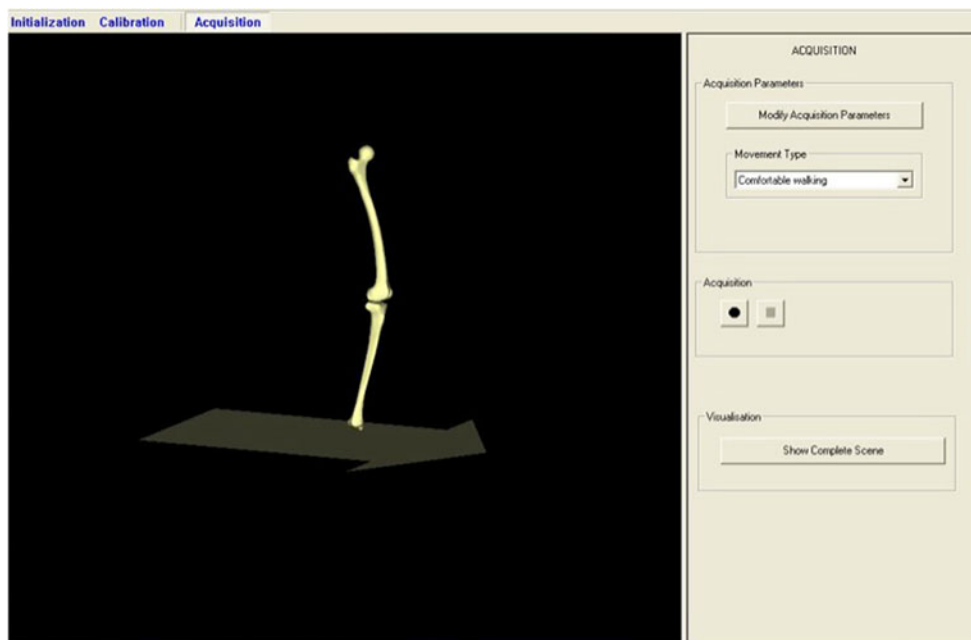 Initialization Calibration Acquisition
ACQUISITION
Acquisition Parameters
Modify Acquisition Parameters
Movement Type
Comfortable walking
Acquisition
Visualisation
Show Complete Scene